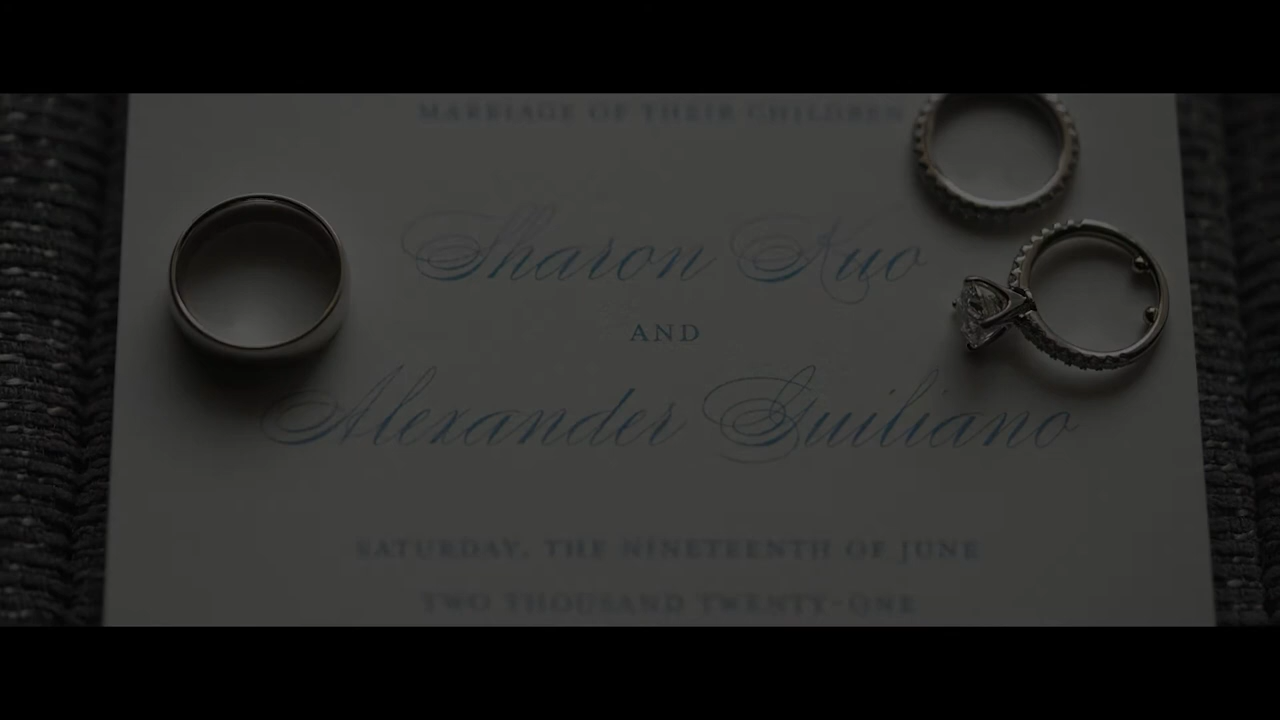 MARRIAGE OF THEIR CHILDREN
Sharon Kuo
AND
Alexander Guiliano
SATURDAY, THE NINETEENTH OF JUNE
TWO THOUSAND TWENTY-ONE